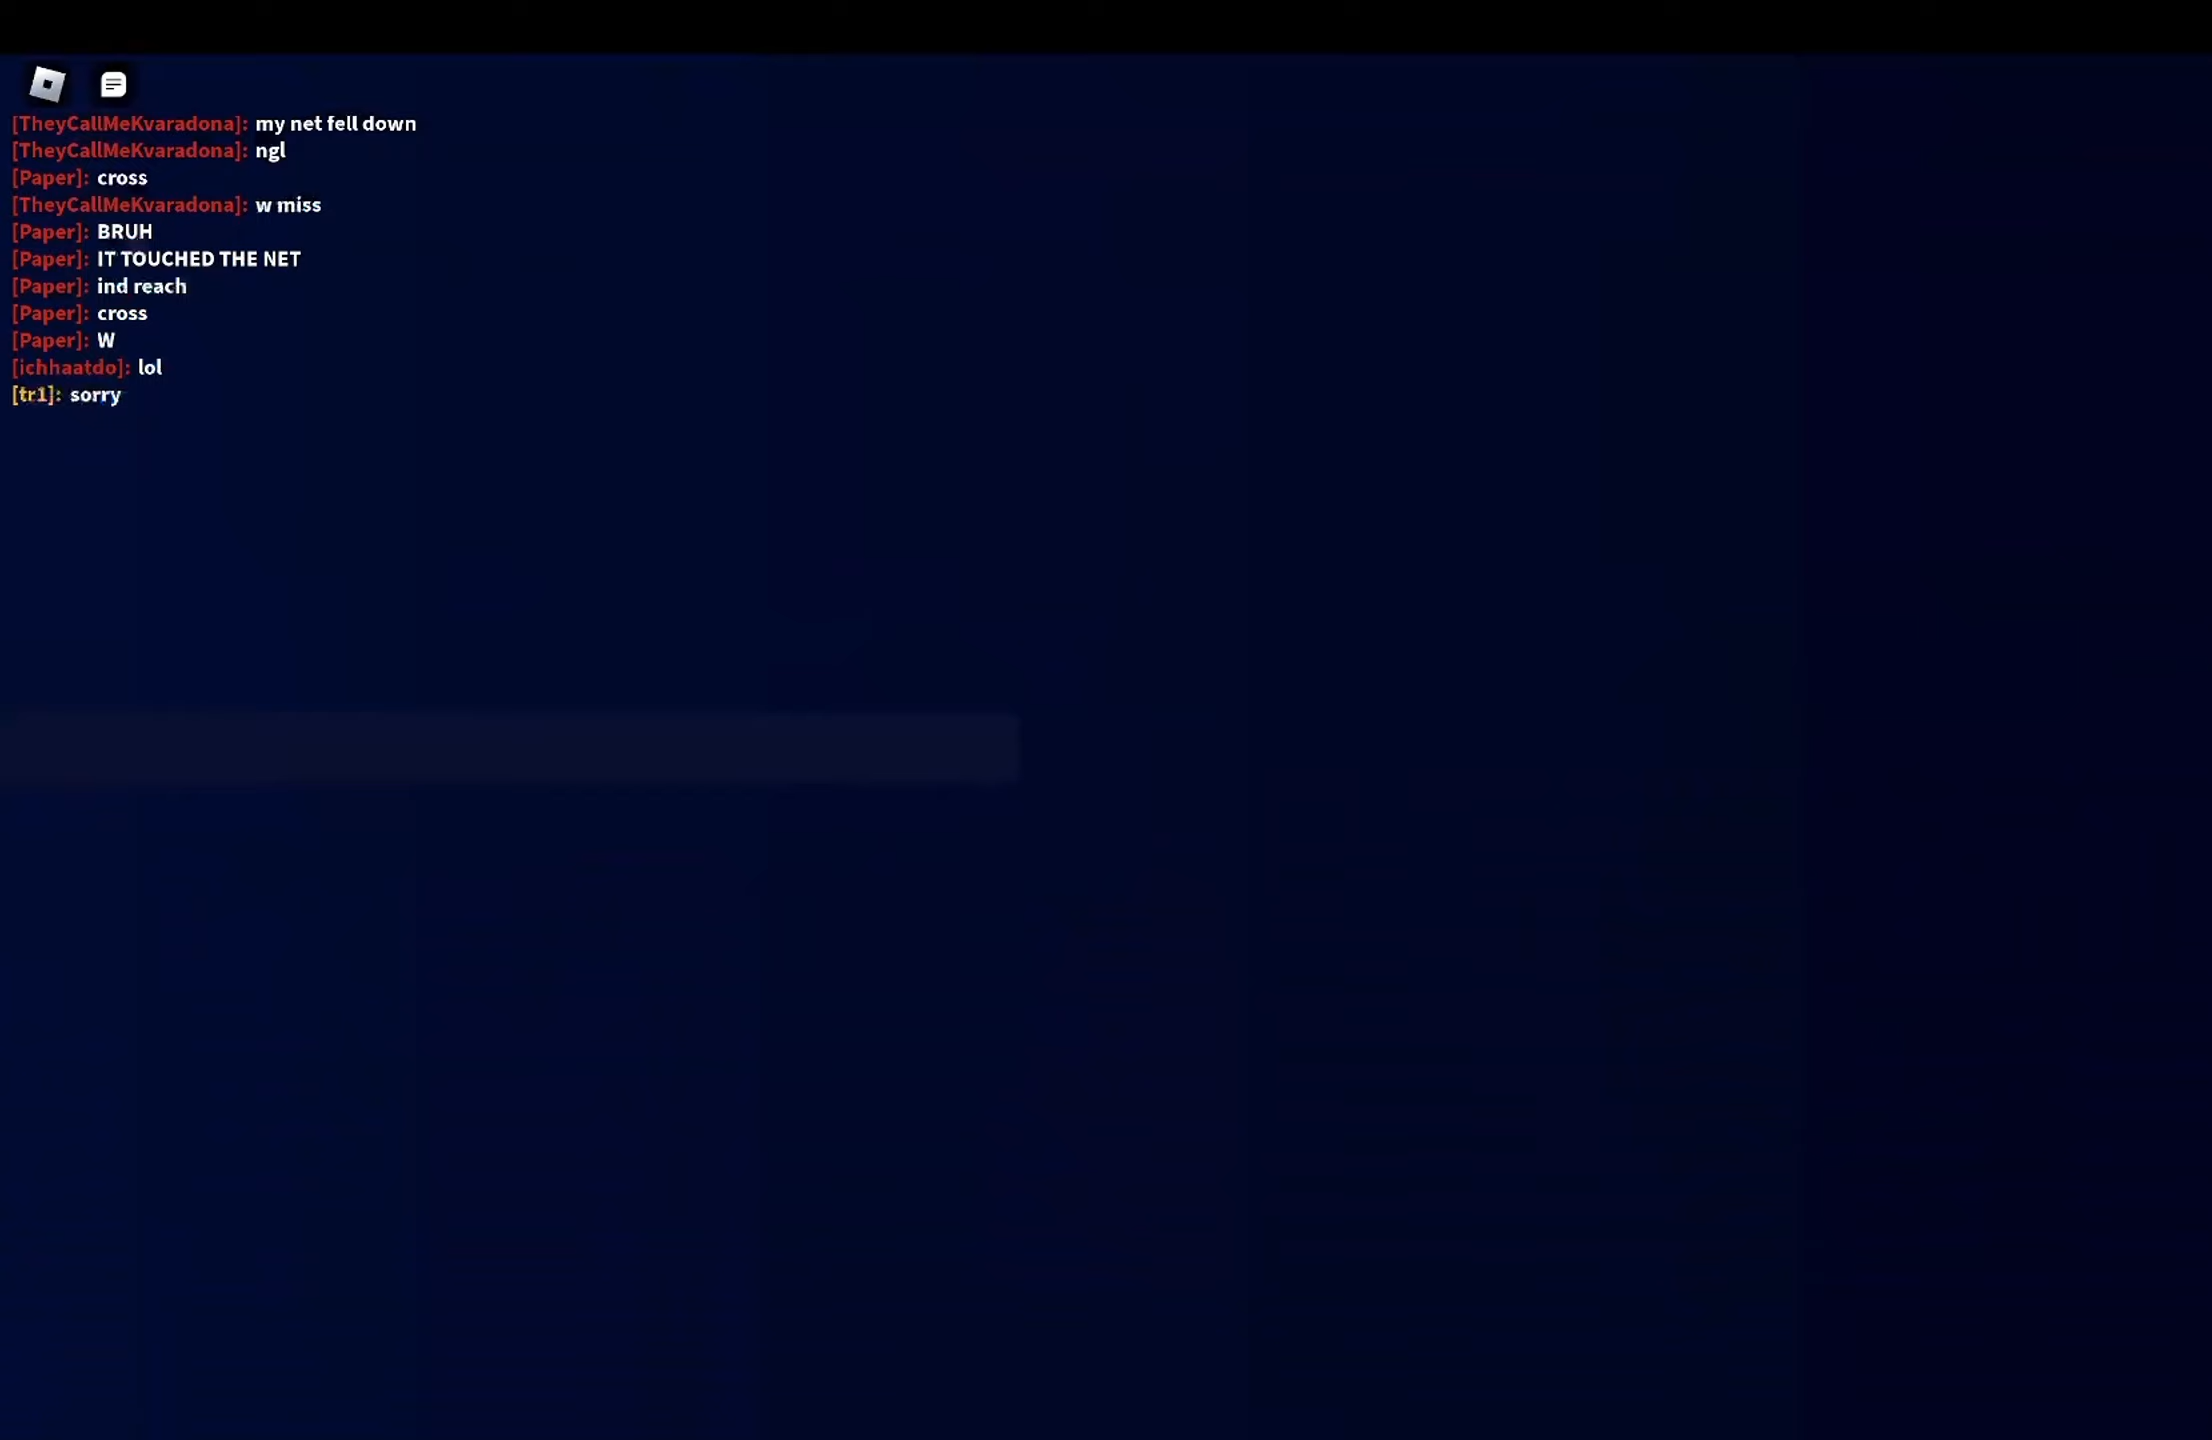 [TheyCallMeKvaradona]: my net fell down
[TheyCallMeKvaradona]: ngl
[Paper]: cross
[TheyCallMeKvaradona]: w miss
[Paper]: BRUH
[Paper]: IT TOUCHED THE NET
[Paper]: ind reach
[Paper]: cross
[Paper]: W
[ichhaatdo]: lol
[tr1]: sorry